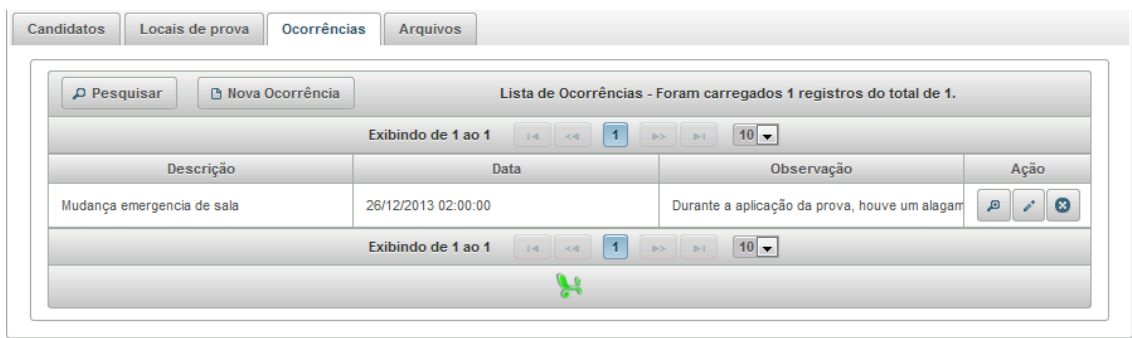 Candidatos Locais de prova Ocorrências Arquivos
Pesquisar Nova Ocorrência Lista de Ocorrências - Foram carregados 1 registros do total de 1.
Exibindo de 1 ao 1 1 10
Descrição Data Observação Ação
Mudança emergencia de sala 26/12/2013 02:00:00 Durante a aplicação da prova, houve um alagam
Exibindo de 1 ao 1 1 10